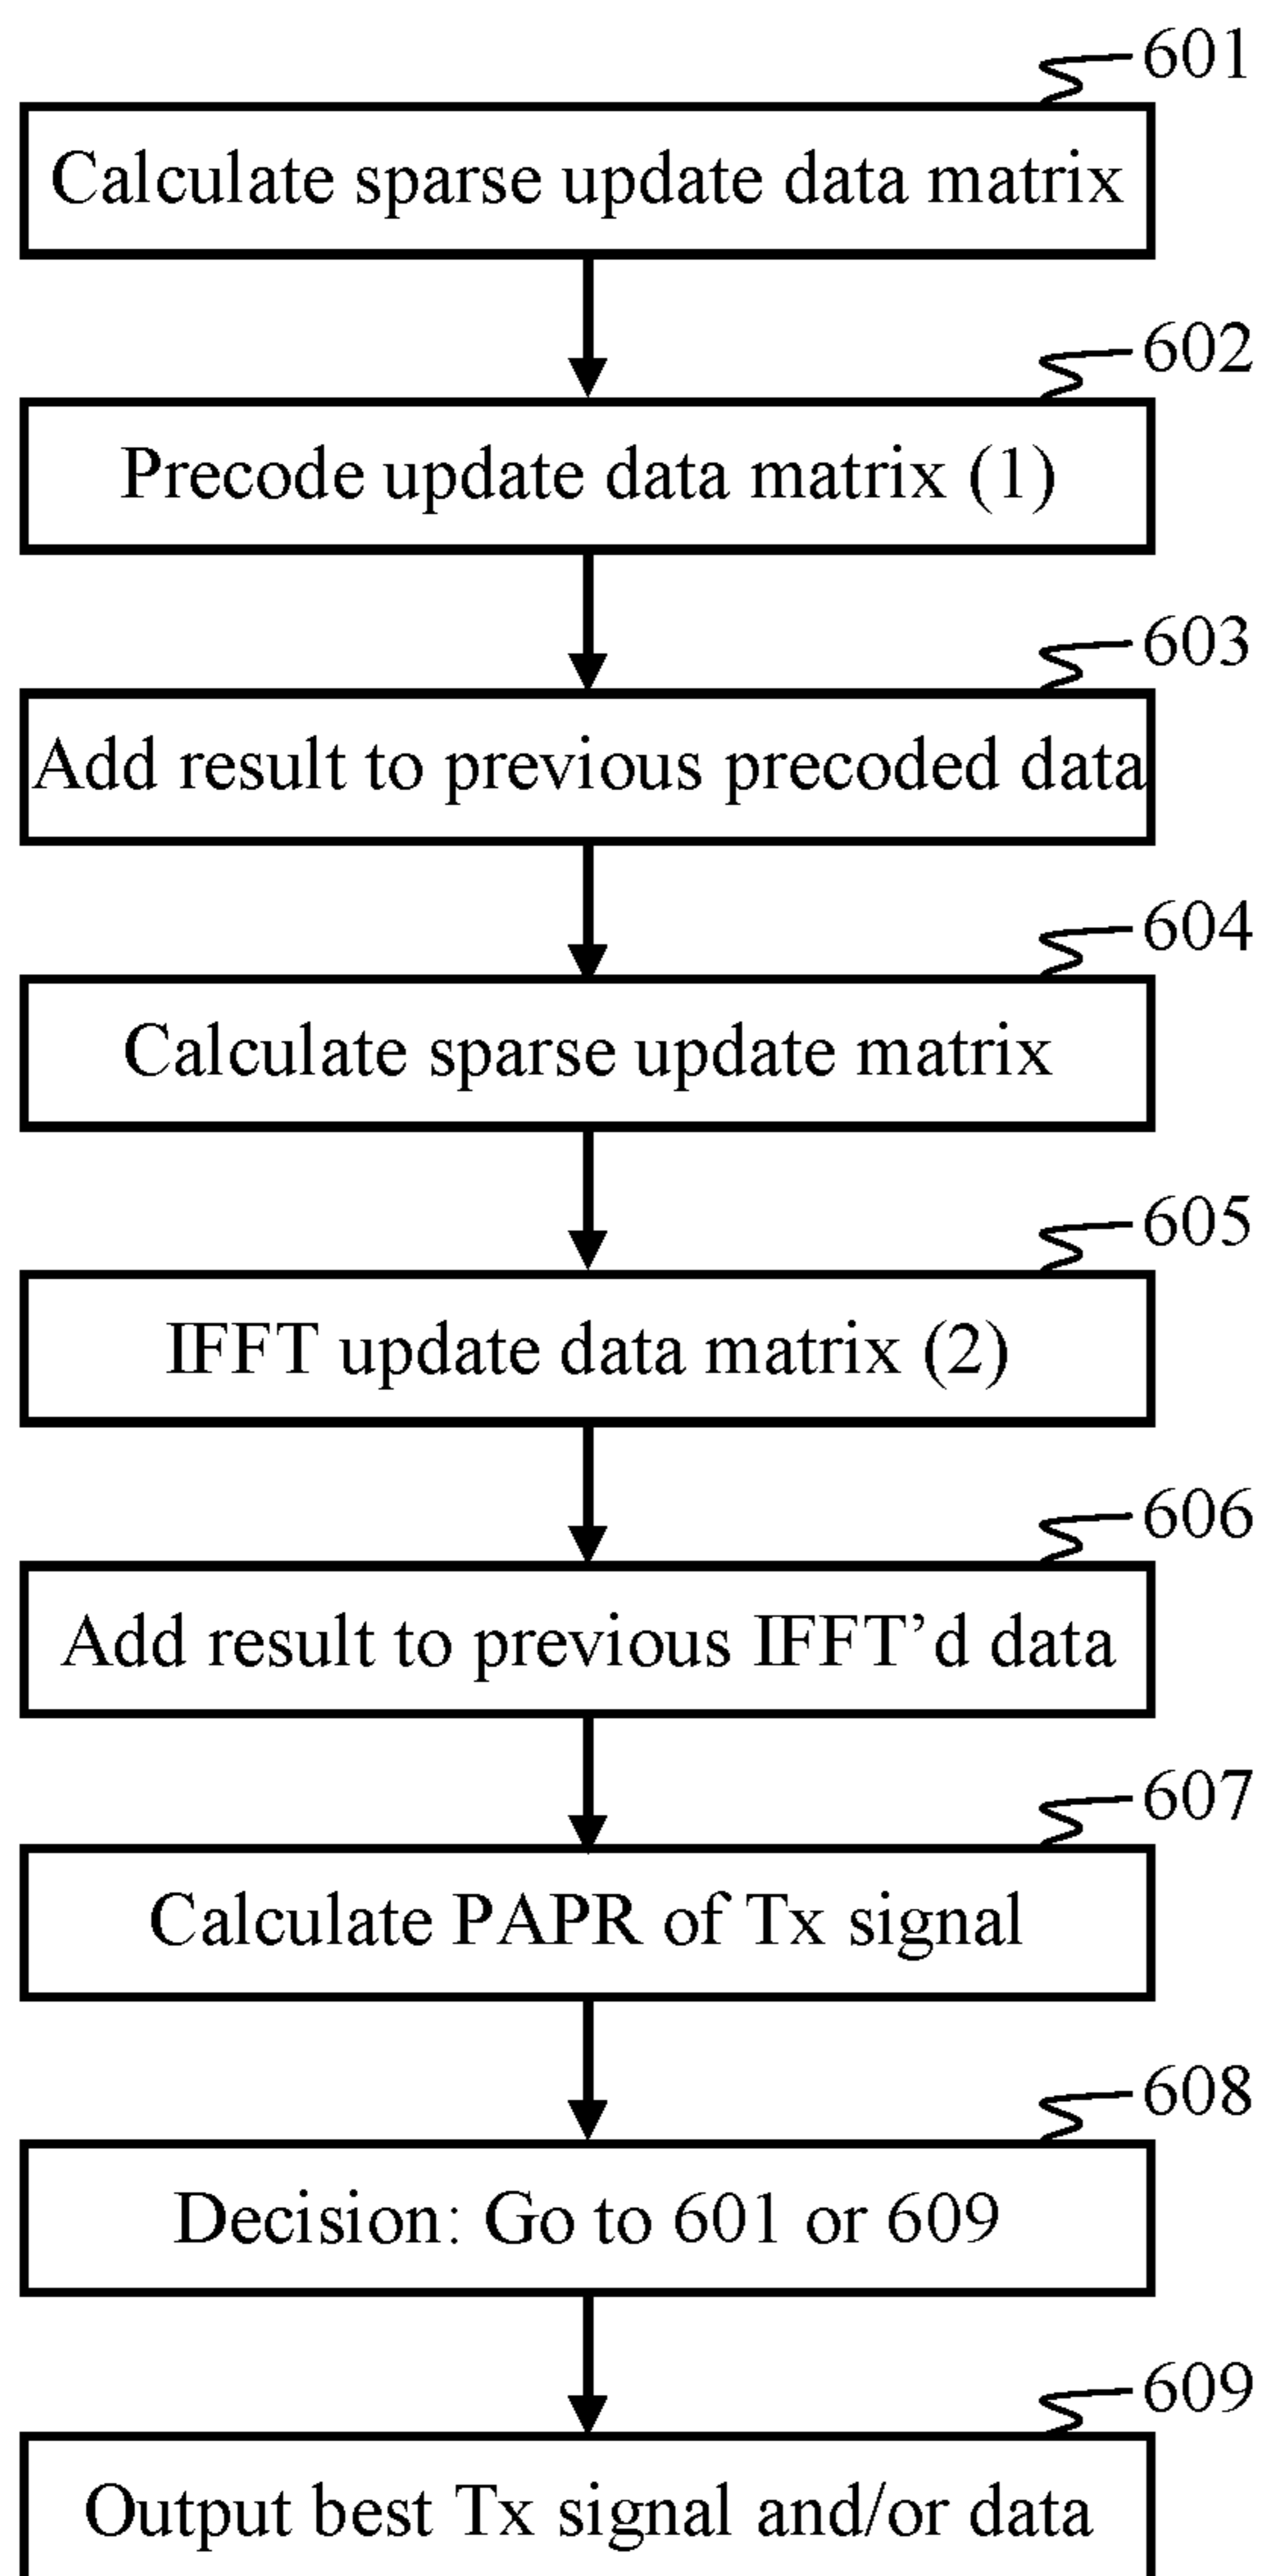 601
Calculate sparse update data matrix
602
Precode update data matrix (1)
603
Add result to previous precoded data
604
Calculate sparse update matrix
605
IFFT update data matrix (2)
606
Add result to previous IFFT’d data
607
Calculate PAPR of Tx signal
608
Decision: Go to 601 or 609
609
Output best Tx signal and/or data